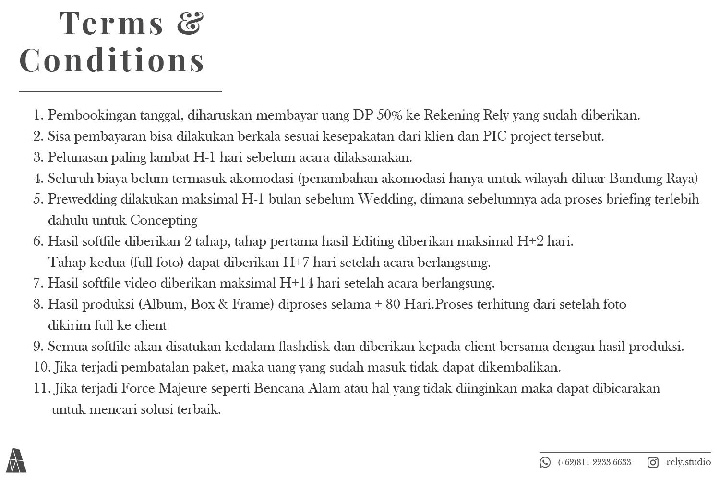 Terms &
Conditions
1. Pembookingan tanggal, diharuskan membayar uang DP 50% ke Rekening Rely yang sudah diberikan.
2. Sisa pembayaran bisa dilakukan berkala sesuai kesepakatan dari klien dan PIC project tersebut.
3. Pelunasan paling lambat H-1 hari sebelum acara dilaksanakan.
4. Seluruh biaya belum termasuk akomodasi (penambahan akomodasi hanya untuk wilayah diluar Bandung Raya)
5. Prewedding dilakukan maksimal H-1 bulan sebelum Wedding, dimana sebelumnya ada proses briefing terlebih
dahulu untuk Concepting
6. Hasil softfile diberikan 2 tahap, tahap pertama hasil Editing diberikan maksimal H+2 hari.
Tahap kedua (full foto) dapat diberikan H+7 hari setelah acara berlangsung.
7. Hasil softfile video diberikan maksimal H+14 hari setelah acara berlangsung.
8. Hasil produksi (Album, Box & Frame) diproses selama + 80 Hari.Proses terhitung dari setelah foto
dikirim full ke client
9. Semua softfile akan disatukan kedalam flashdisk dan diberikan kepada client bersama dengan hasil produksi.
10. Jika terjadi pembatalan paket, maka uang yang sudah masuk tidak dapat dikembalikan.
11. Jika terjadi Force Majeure seperti Bencana Alam atau hal yang tidak diinginkan maka dapat dibicarakan
untuk mencari solusi terbaik.
rely.studio